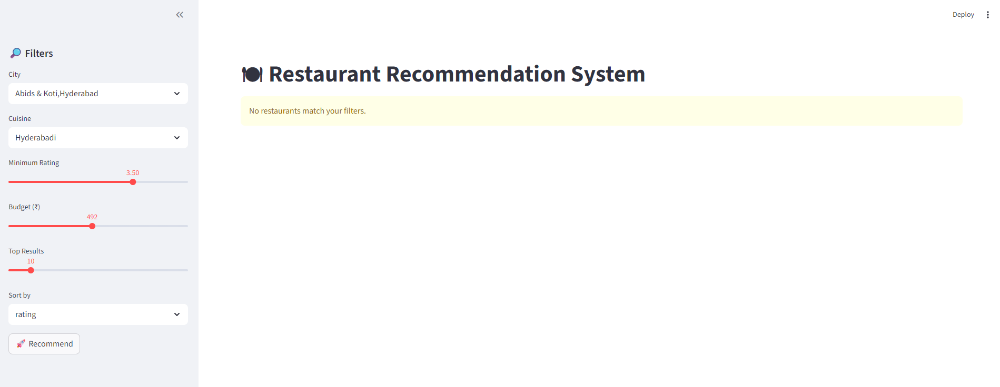 Deploy
Filters
City
Abids & Koti,Hyderabad
Cuisine
Hyderabadi
Minimum Rating
3.50
Budget (₹)
492
Top Results
10
Sort by
rating
Recommend
Restaurant Recommendation System
No restaurants match your filters.